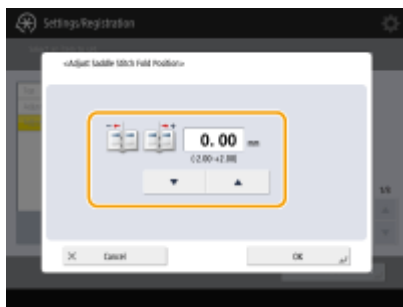 Settings/Registration
<Adjust Saddle Stitch Fold Position>
- +
0.00 mm
(-2.00-+2.00)
▼ ▲
1/1
× Cancel
OK